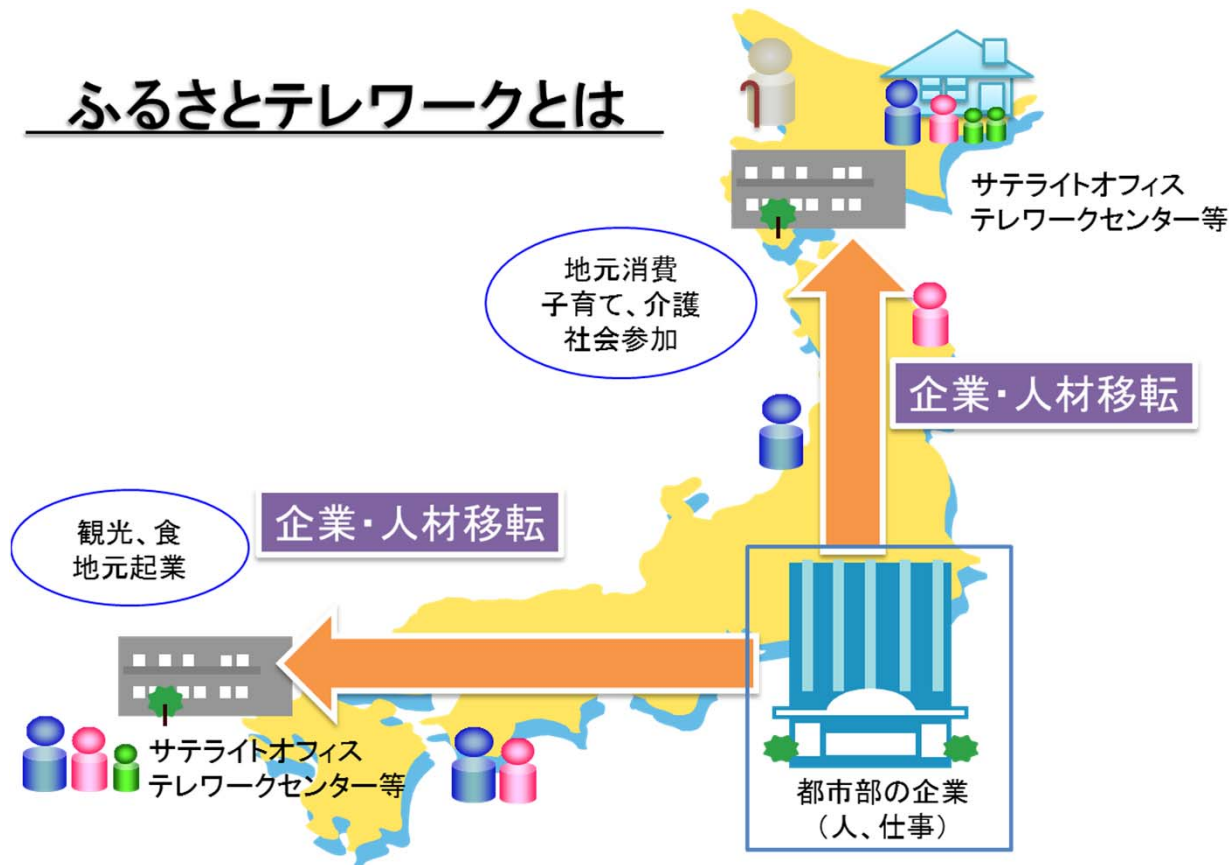 ふるさとテレワークとは
サテライトオフィス
テレワークセンター等
地元消費
子育て、介護
社会参加
企業・人材移転
企業・人材移転
観光、食
地元起業
サテライトオフィス
テレワークセンター等
都市部の企業
（人、仕事）